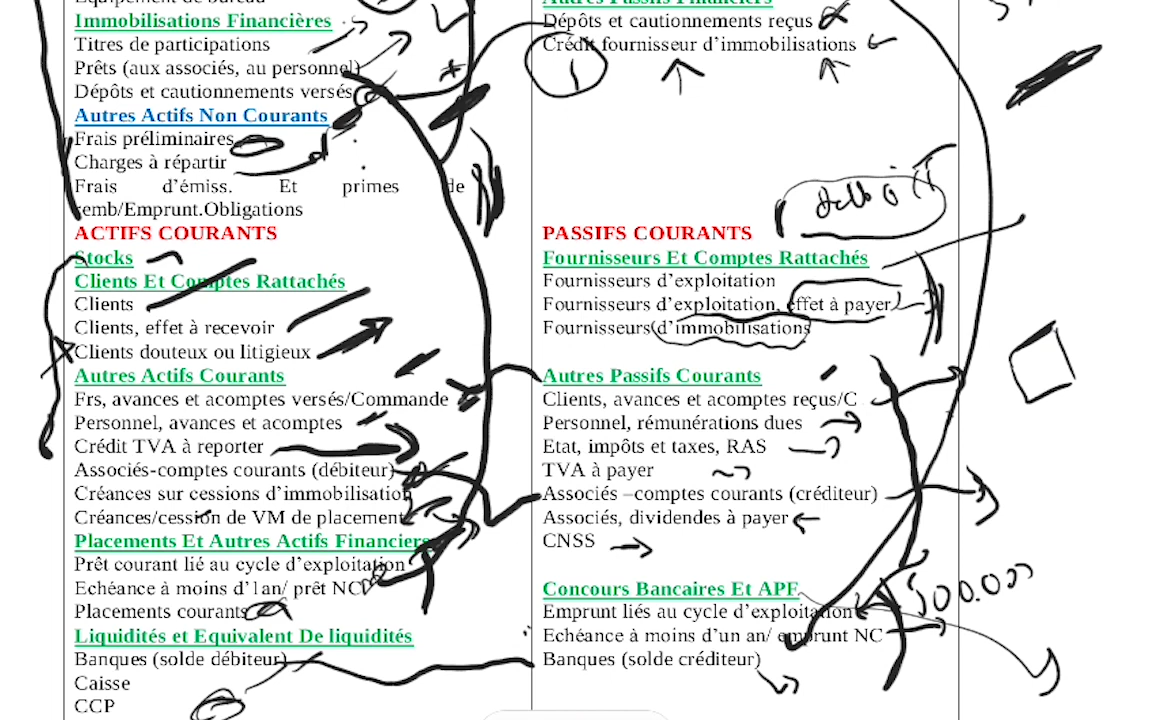 Immobilisations Financières
Titres de participations
Prêts (aux associés, au personnel)
Dépôts et cautionnements versés
Autres Actifs Non Courants
Frais préliminaires
Charges à répartir
Frais d'émiss. Et primes de
remb/Emprunt.Obligations
ACTIFS COURANTS
Stocks
Clients Et Comptes Rattachés
Clients
Clients, effet à recevoir
Clients douteux ou litigieux
Autres Actifs Courants
Frs, avances et acomptes versés/Commande
Personnel, avances et acomptes
Crédit TVA à reporter
Associés-comptes courants (débiteur)
Créances sur cessions d'immobilisation
Créances/cession de VM de placement
Placements Et Autres Actifs Financiers
Prêt courant lié au cycle d'exploitation
Echéance à moins d'1an/ prêt NC
Placements courants
Liquidités et Equivalent De liquidités
Banques (solde débiteur)
Caisse
CCP
Autres Passifs Financiers
Dépôts et cautionnements reçus
Crédit fournisseur d'immobilisations
1
PASSIFS COURANTS
Fournisseurs Et Comptes Rattachés
Fournisseurs d'exploitation
Fournisseurs d'exploitation, effet à payer
Fournisseurs d'immobilisations
Autres Passifs Courants
Clients, avances et acomptes reçus/C
Personnel, rémunérations dues
Etat, impôts et taxes, RAS
TVA à payer
Associés –comptes courants (créditeur)
Associés, dividendes à payer
CNSS
Concours Bancaires Et APF
Emprunt liés au cycle d'exploitation
Echéance à moins d'un an/ emprunt NC
Banques (solde créditeur)